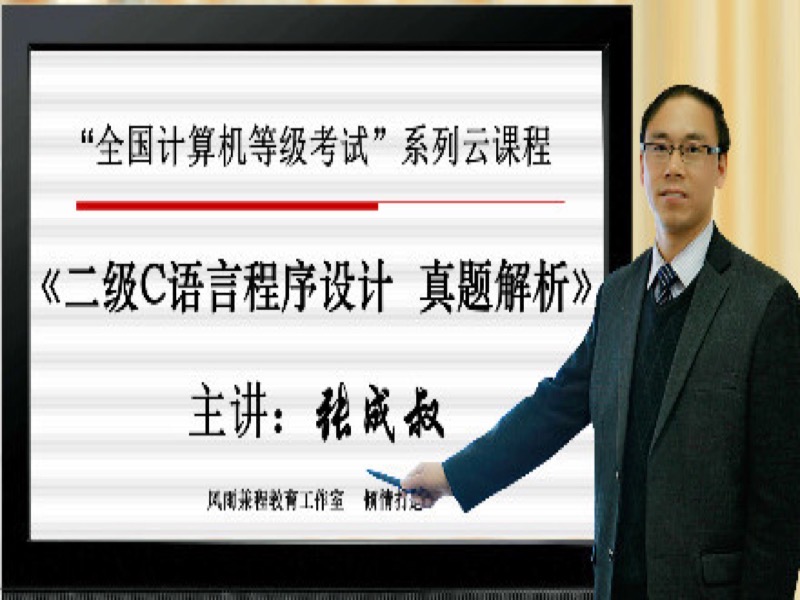 “全国计算机等级考试”系列云课程
《二级C语言程序设计 真题解析》
主讲：张成叔
风雨兼程教育工作室 倾情打造